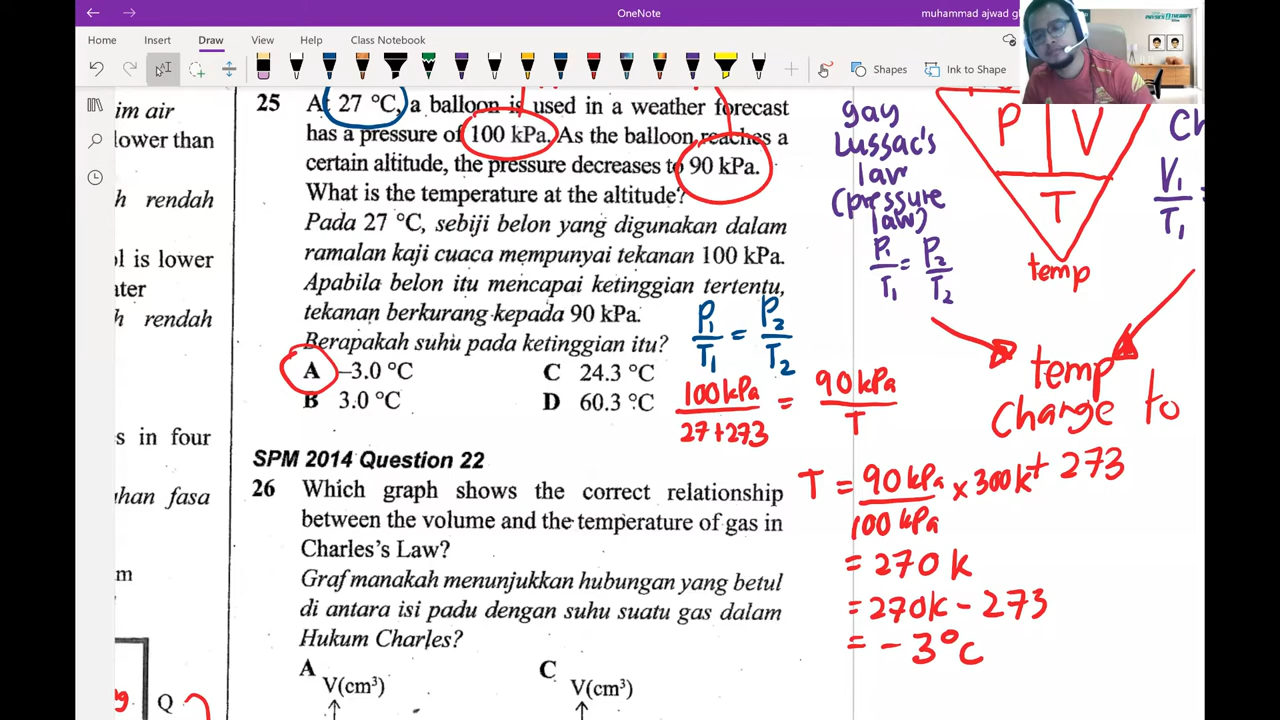 OneNote
muhammad ajwad
Home
Insert
Draw
View
Help
Class Notebook
Shapes
Ink to Shape
im air
lower than
h rendah
ol is lower
ater
h rendah
s in four
uhan fasa
m
Q
25 At 27 °C, a balloon is used in a weather forecast
has a pressure of 100 kPa. As the balloon reaches a
certain altitude, the pressure decreases to 90 kPa.
What is the temperature at the altitude?
Pada 27 °C, sebiji belon yang digunakan dalam
ramalan kaji cuaca mempunyai tekanan 100 kPa.
Apabila belon itu mencapai ketinggian tertentu,
tekanan berkurang kepada 90 kPa.
Berapakah suhu pada ketinggian itu?
A –3.0 °C
C 24.3 °C
B 3.0 °C
D 60.3 °C
SPM 2014 Question 22
26 Which graph shows the correct relationship
between the volume and the temperature of gas in
Charles's Law?
Graf manakah menunjukkan hubungan yang betul
di antara isi padu dengan suhu suatu gas dalam
Hukum Charles?
A
V(cm³)
C
V(cm³)
P₁/T₁ = P₂/T₂
100 kPa/27+273 = 90 kPa/T
T = 90 kPa/100 kPa × 300K
= 270 K
= 270K - 273
= - 3°C
gay
Lussac's
law
(pressure
law)
P₁/T₁ = P₂/T₂
P
V
T
temp
Ch
V₁/T₁ =
temp
change to
+ 273